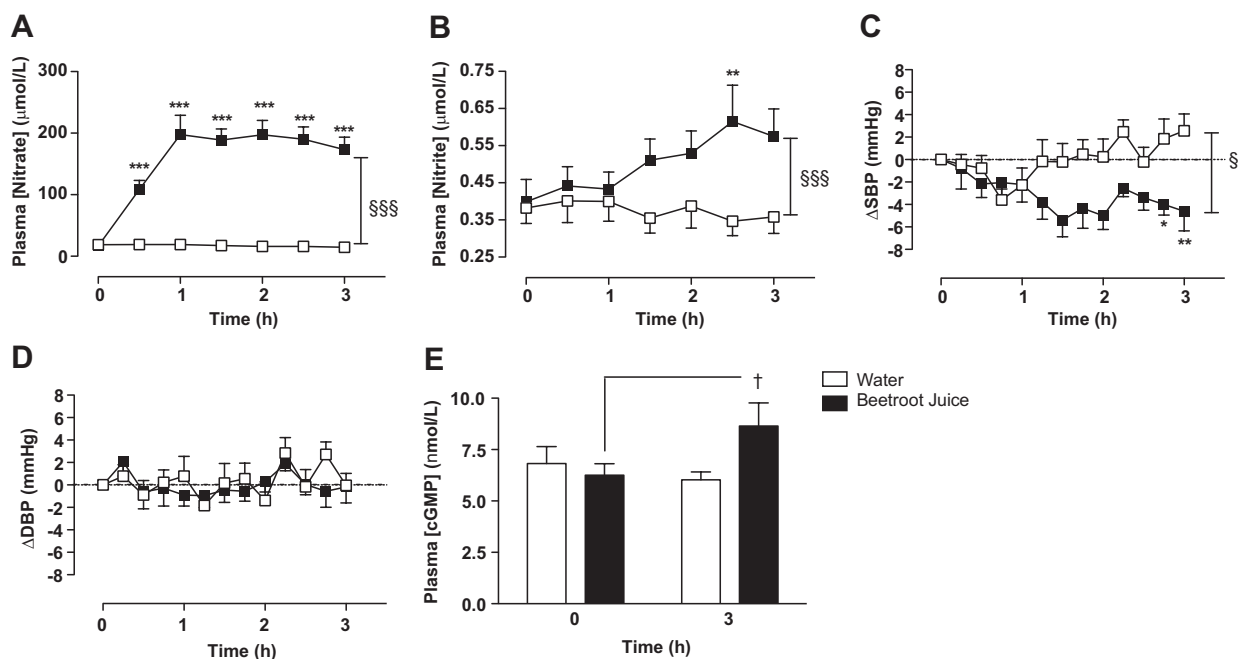 A
Plasma [Nitrate] (μmol/L)
300
200
100
0
***
***
***
***
***
***
§§§
0 1 2 3
Time (h)
B
Plasma [Nitrite] (μmol/L)
0.75
0.65
0.55
0.45
0.35
0.25
**
§§§
0 1 2 3
Time (h)
C
ΔSBP (mmHg)
8
6
4
2
0
-2
-4
-6
-8
*
**
§
0 1 2 3
Time (h)
D
ΔDBP (mmHg)
8
6
4
2
0
-2
-4
-6
-8
0 1 2 3
Time (h)
E
Plasma [cGMP] (nmol/L)
10.0
7.5
5.0
2.5
0.0
†
0 3
Time (h)
Water
Beetroot Juice